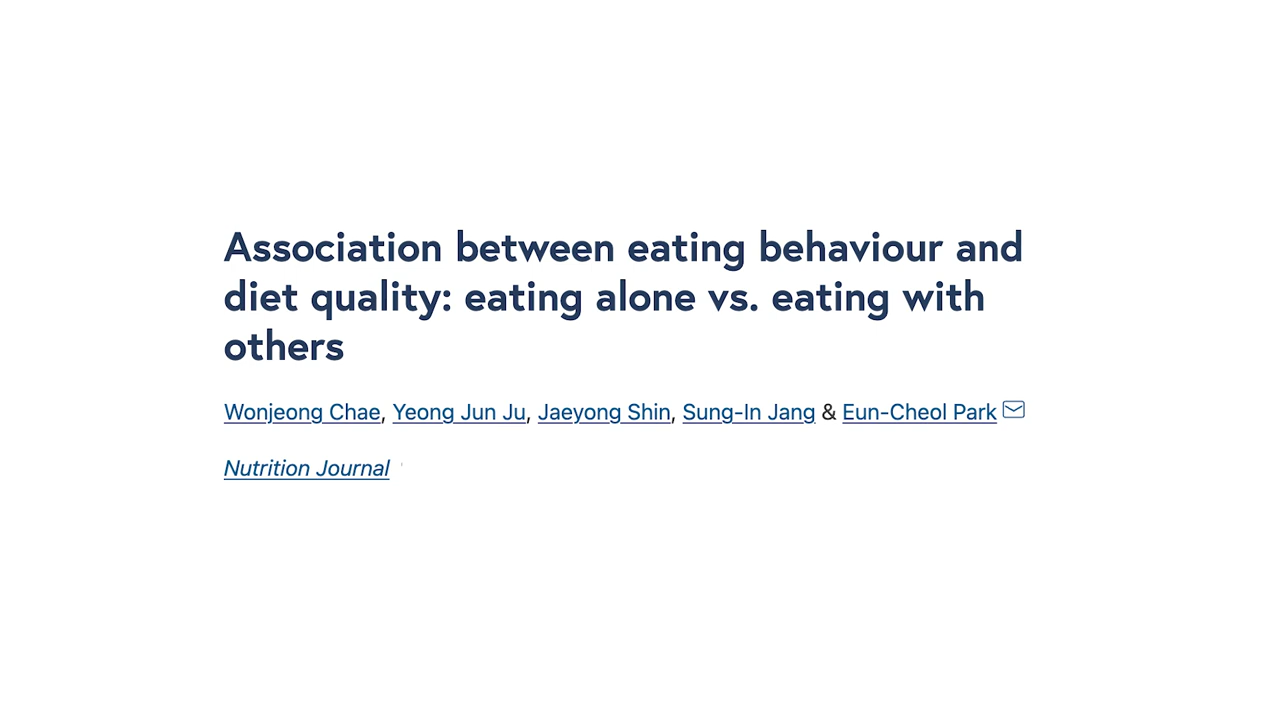 Association between eating behaviour and
diet quality: eating alone vs. eating with
others
Wonjeong Chae, Yeong Jun Ju, Jaeyong Shin, Sung-In Jang & Eun-Cheol Park
Nutrition Journal